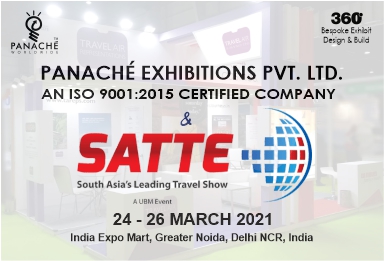 PANACHÉ
WORLDWIDE
TM
360°
Bespoke Exhibit
Design & Build
PANACHÉ EXHIBITIONS PVT. LTD.
AN ISO 9001:2015 CERTIFIED COMPANY
&
SATTE
South Asia's Leading Travel Show
A UBM Event
24 - 26 MARCH 2021
India Expo Mart, Greater Noida, Delhi NCR, India